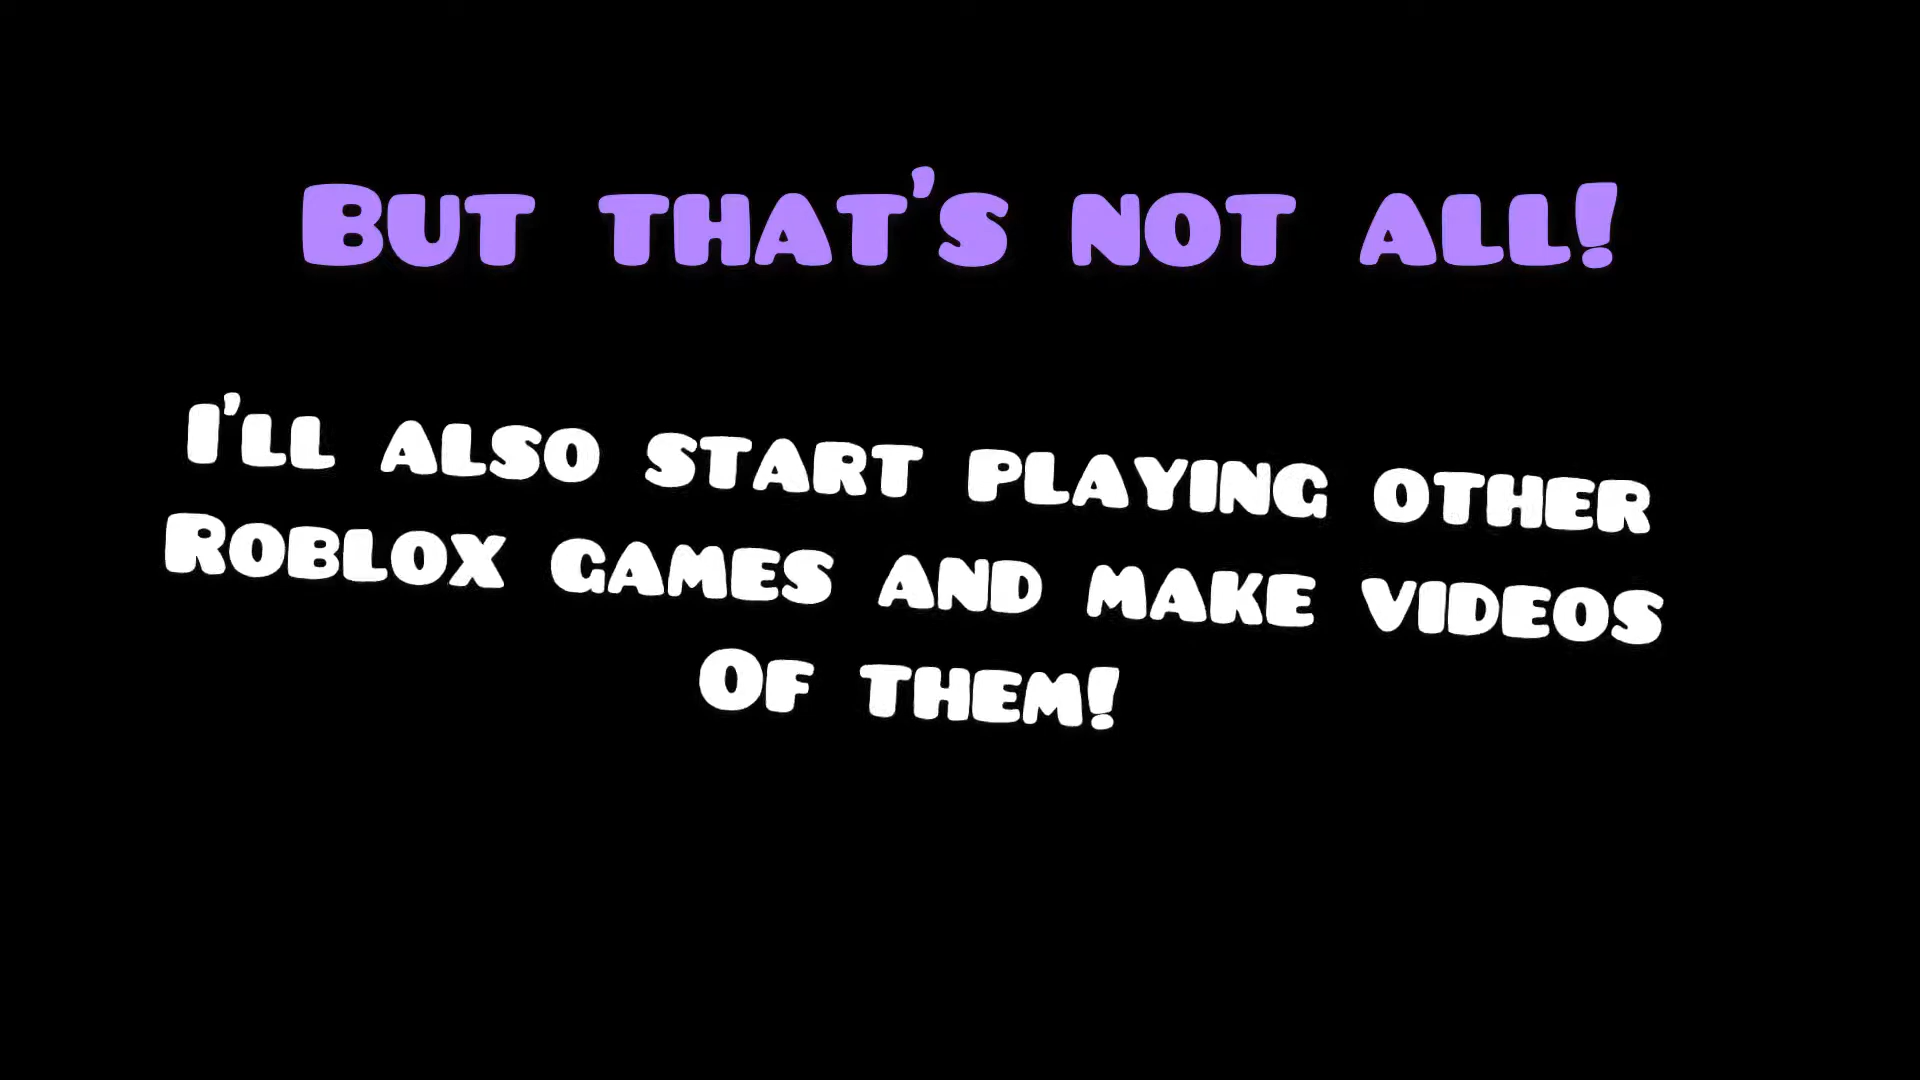 But that's not all!
I'll also start playing other
Roblox games and make videos
Of them!